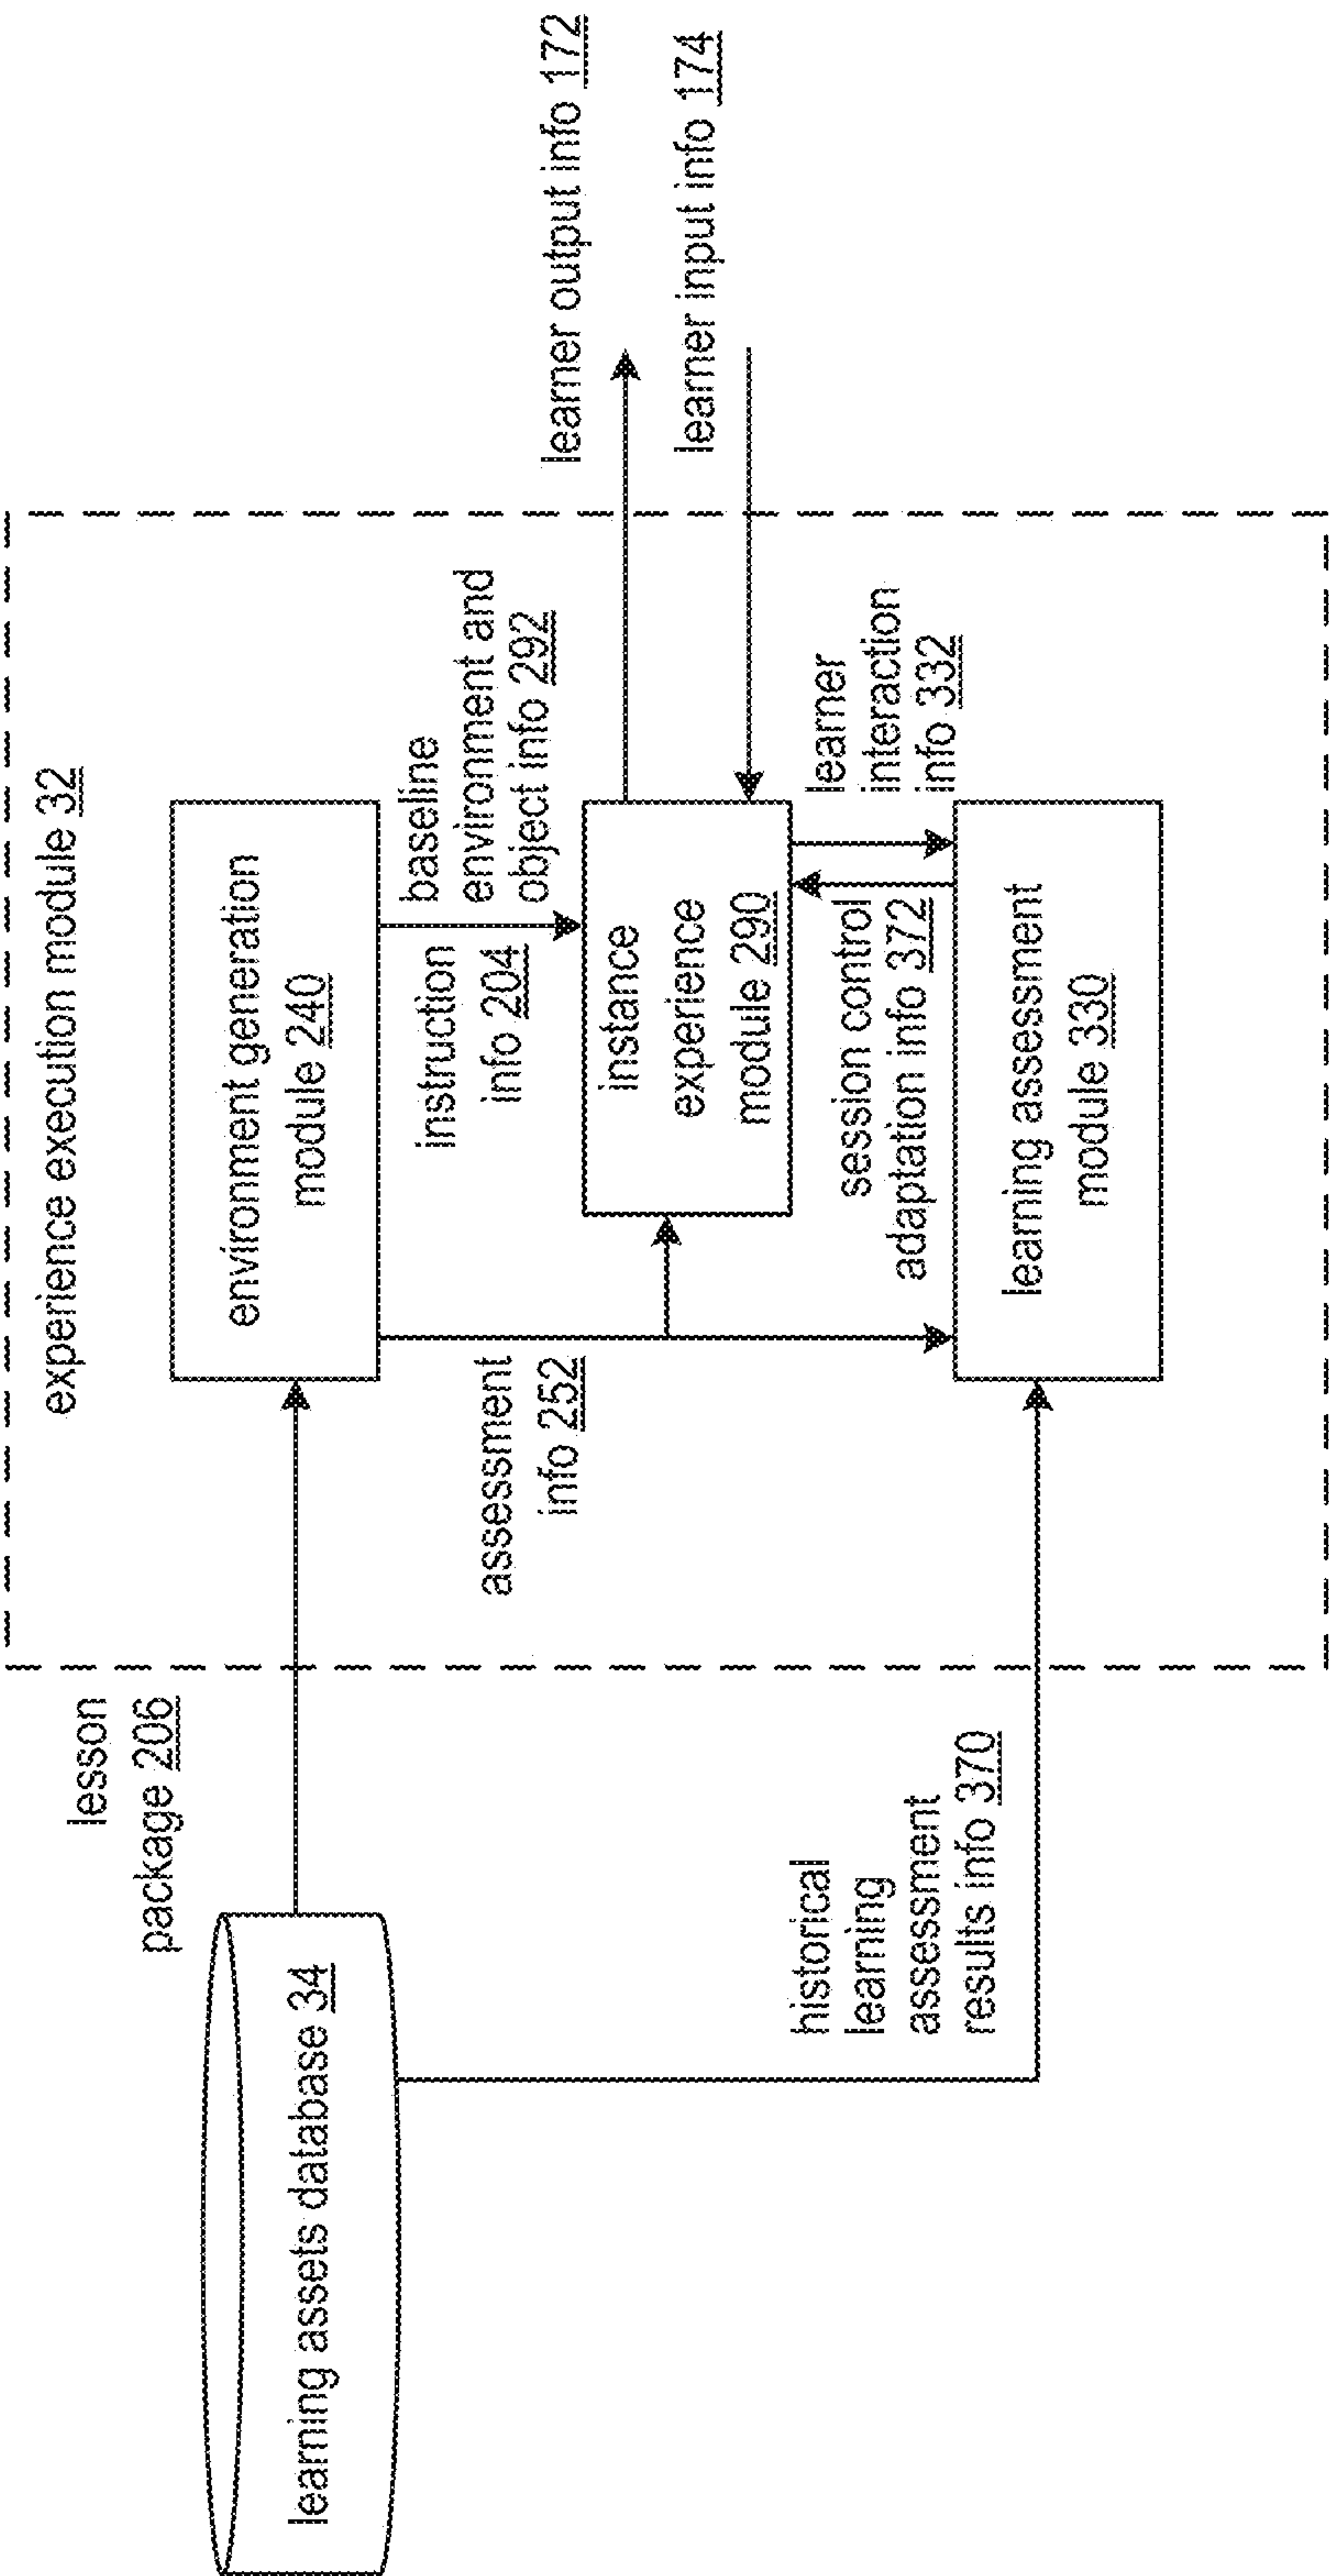 learning assets database 34
lesson
package 206
historical
learning
assessment
results info 370
experience execution module 32
environment generation
module 240
assessment
info 252
instruction
info 204
baseline
environment and
object info 292
instance
experience
module 290
session control
adaptation info 372
learner
interaction
info 332
learning assessment
module 330
learner output info 172
learner input info 174